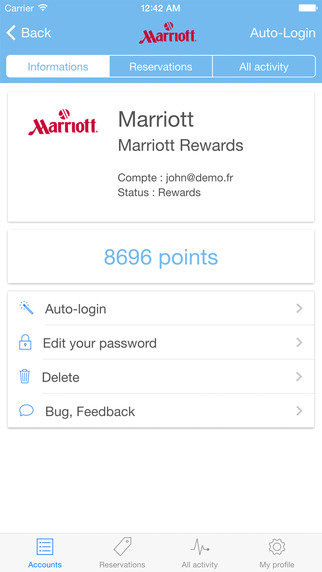 Carrier 12:42 AM
Back Marriott. Auto-Login
Informations Reservations All activity
Marriott. Marriott
Marriott Rewards
Compte : john@demo.fr
Status : Rewards
8696 points
Auto-login
Edit your password
Delete
Bug, Feedback
Accounts Reservations All activity My profile